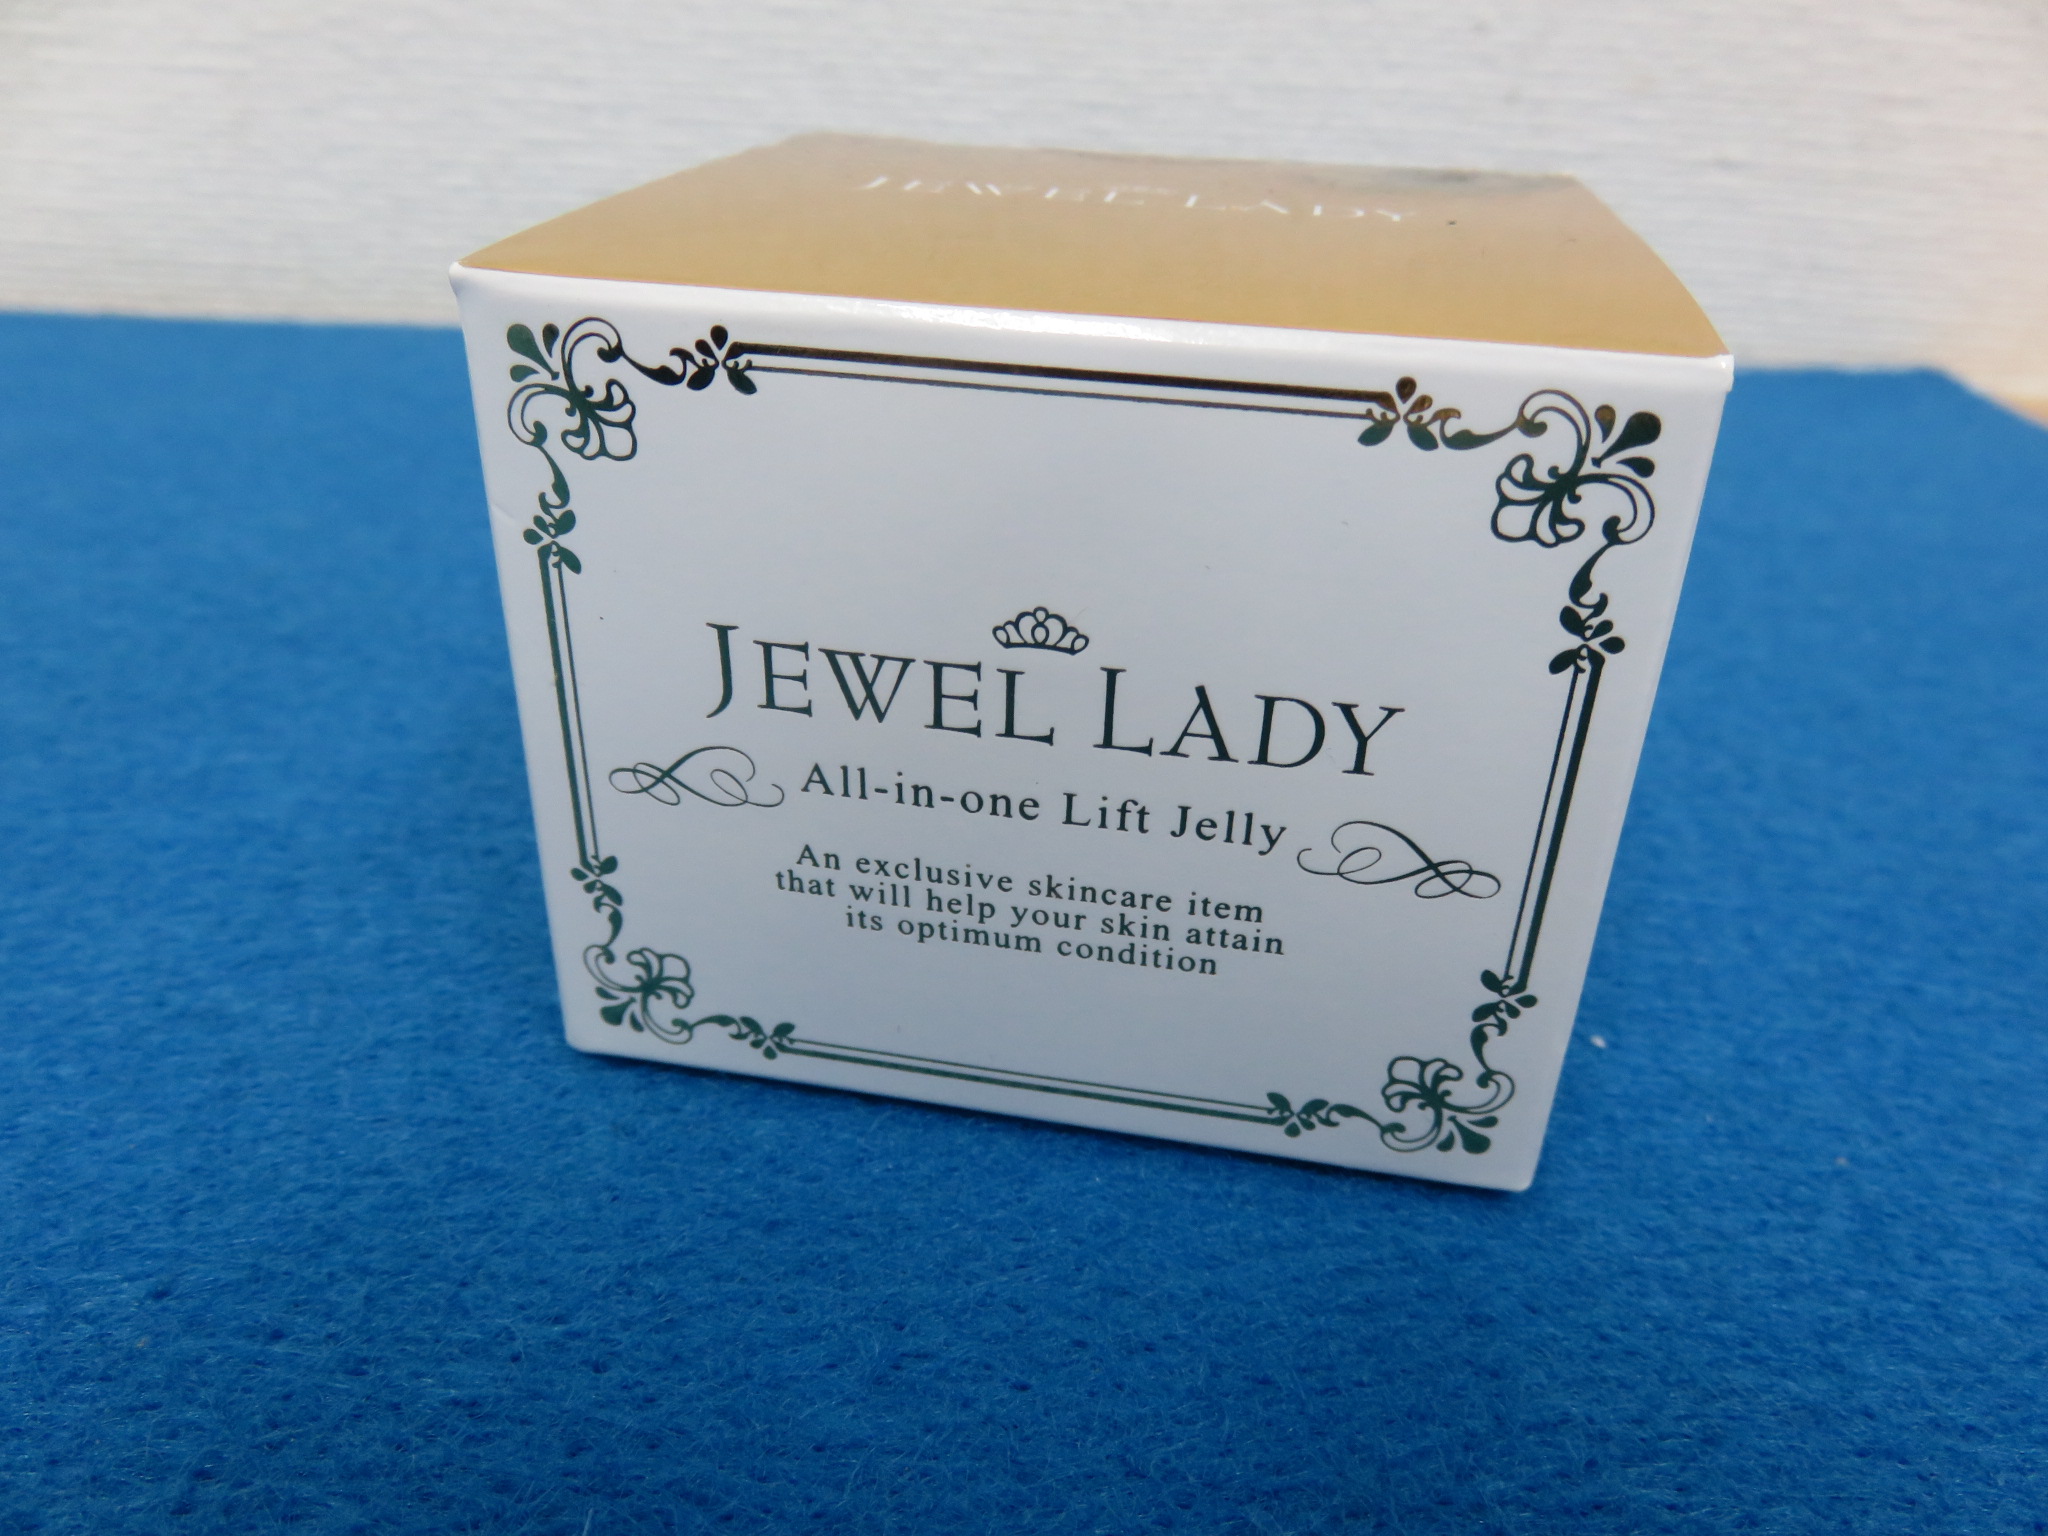 JEWEL LADY
JEWEL LADY
All-in-one Lift Jelly
An exclusive skincare item
that will help your skin attain
its optimum condition